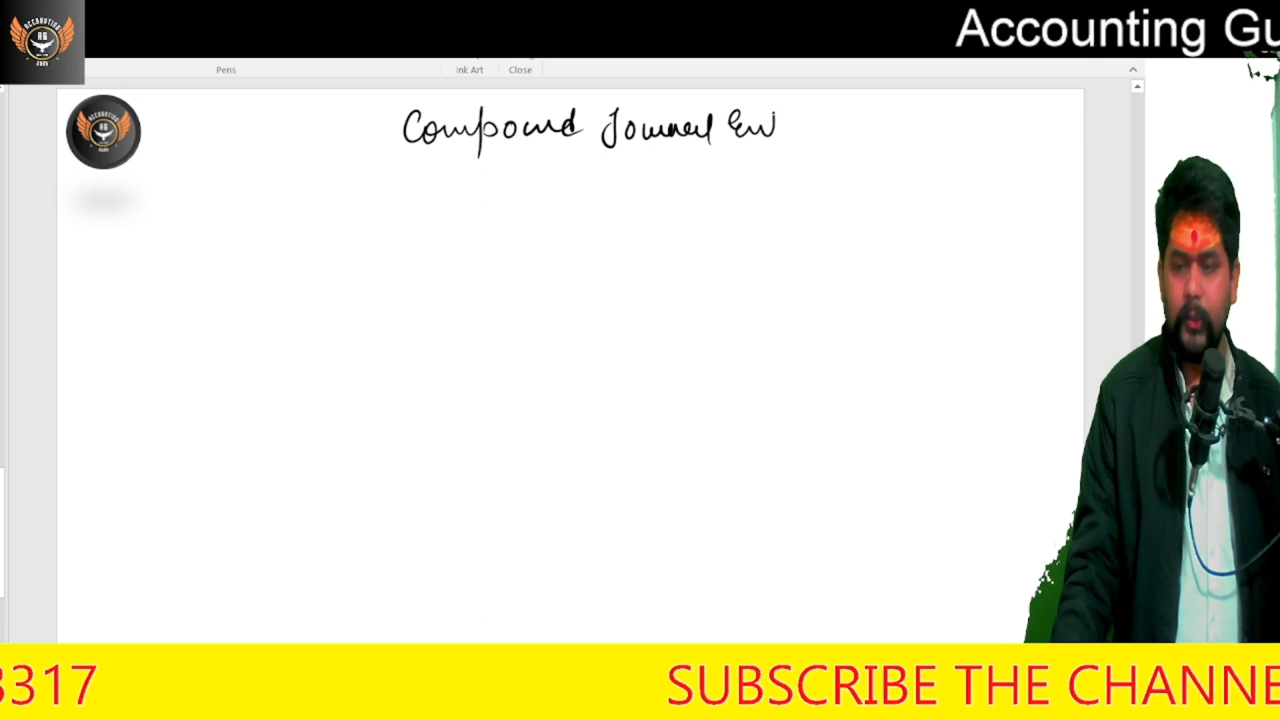 Accounting Gu
Pens
Ink Art
Close
Compound Journal En
3317
SUBSCRIBE THE CHANNE